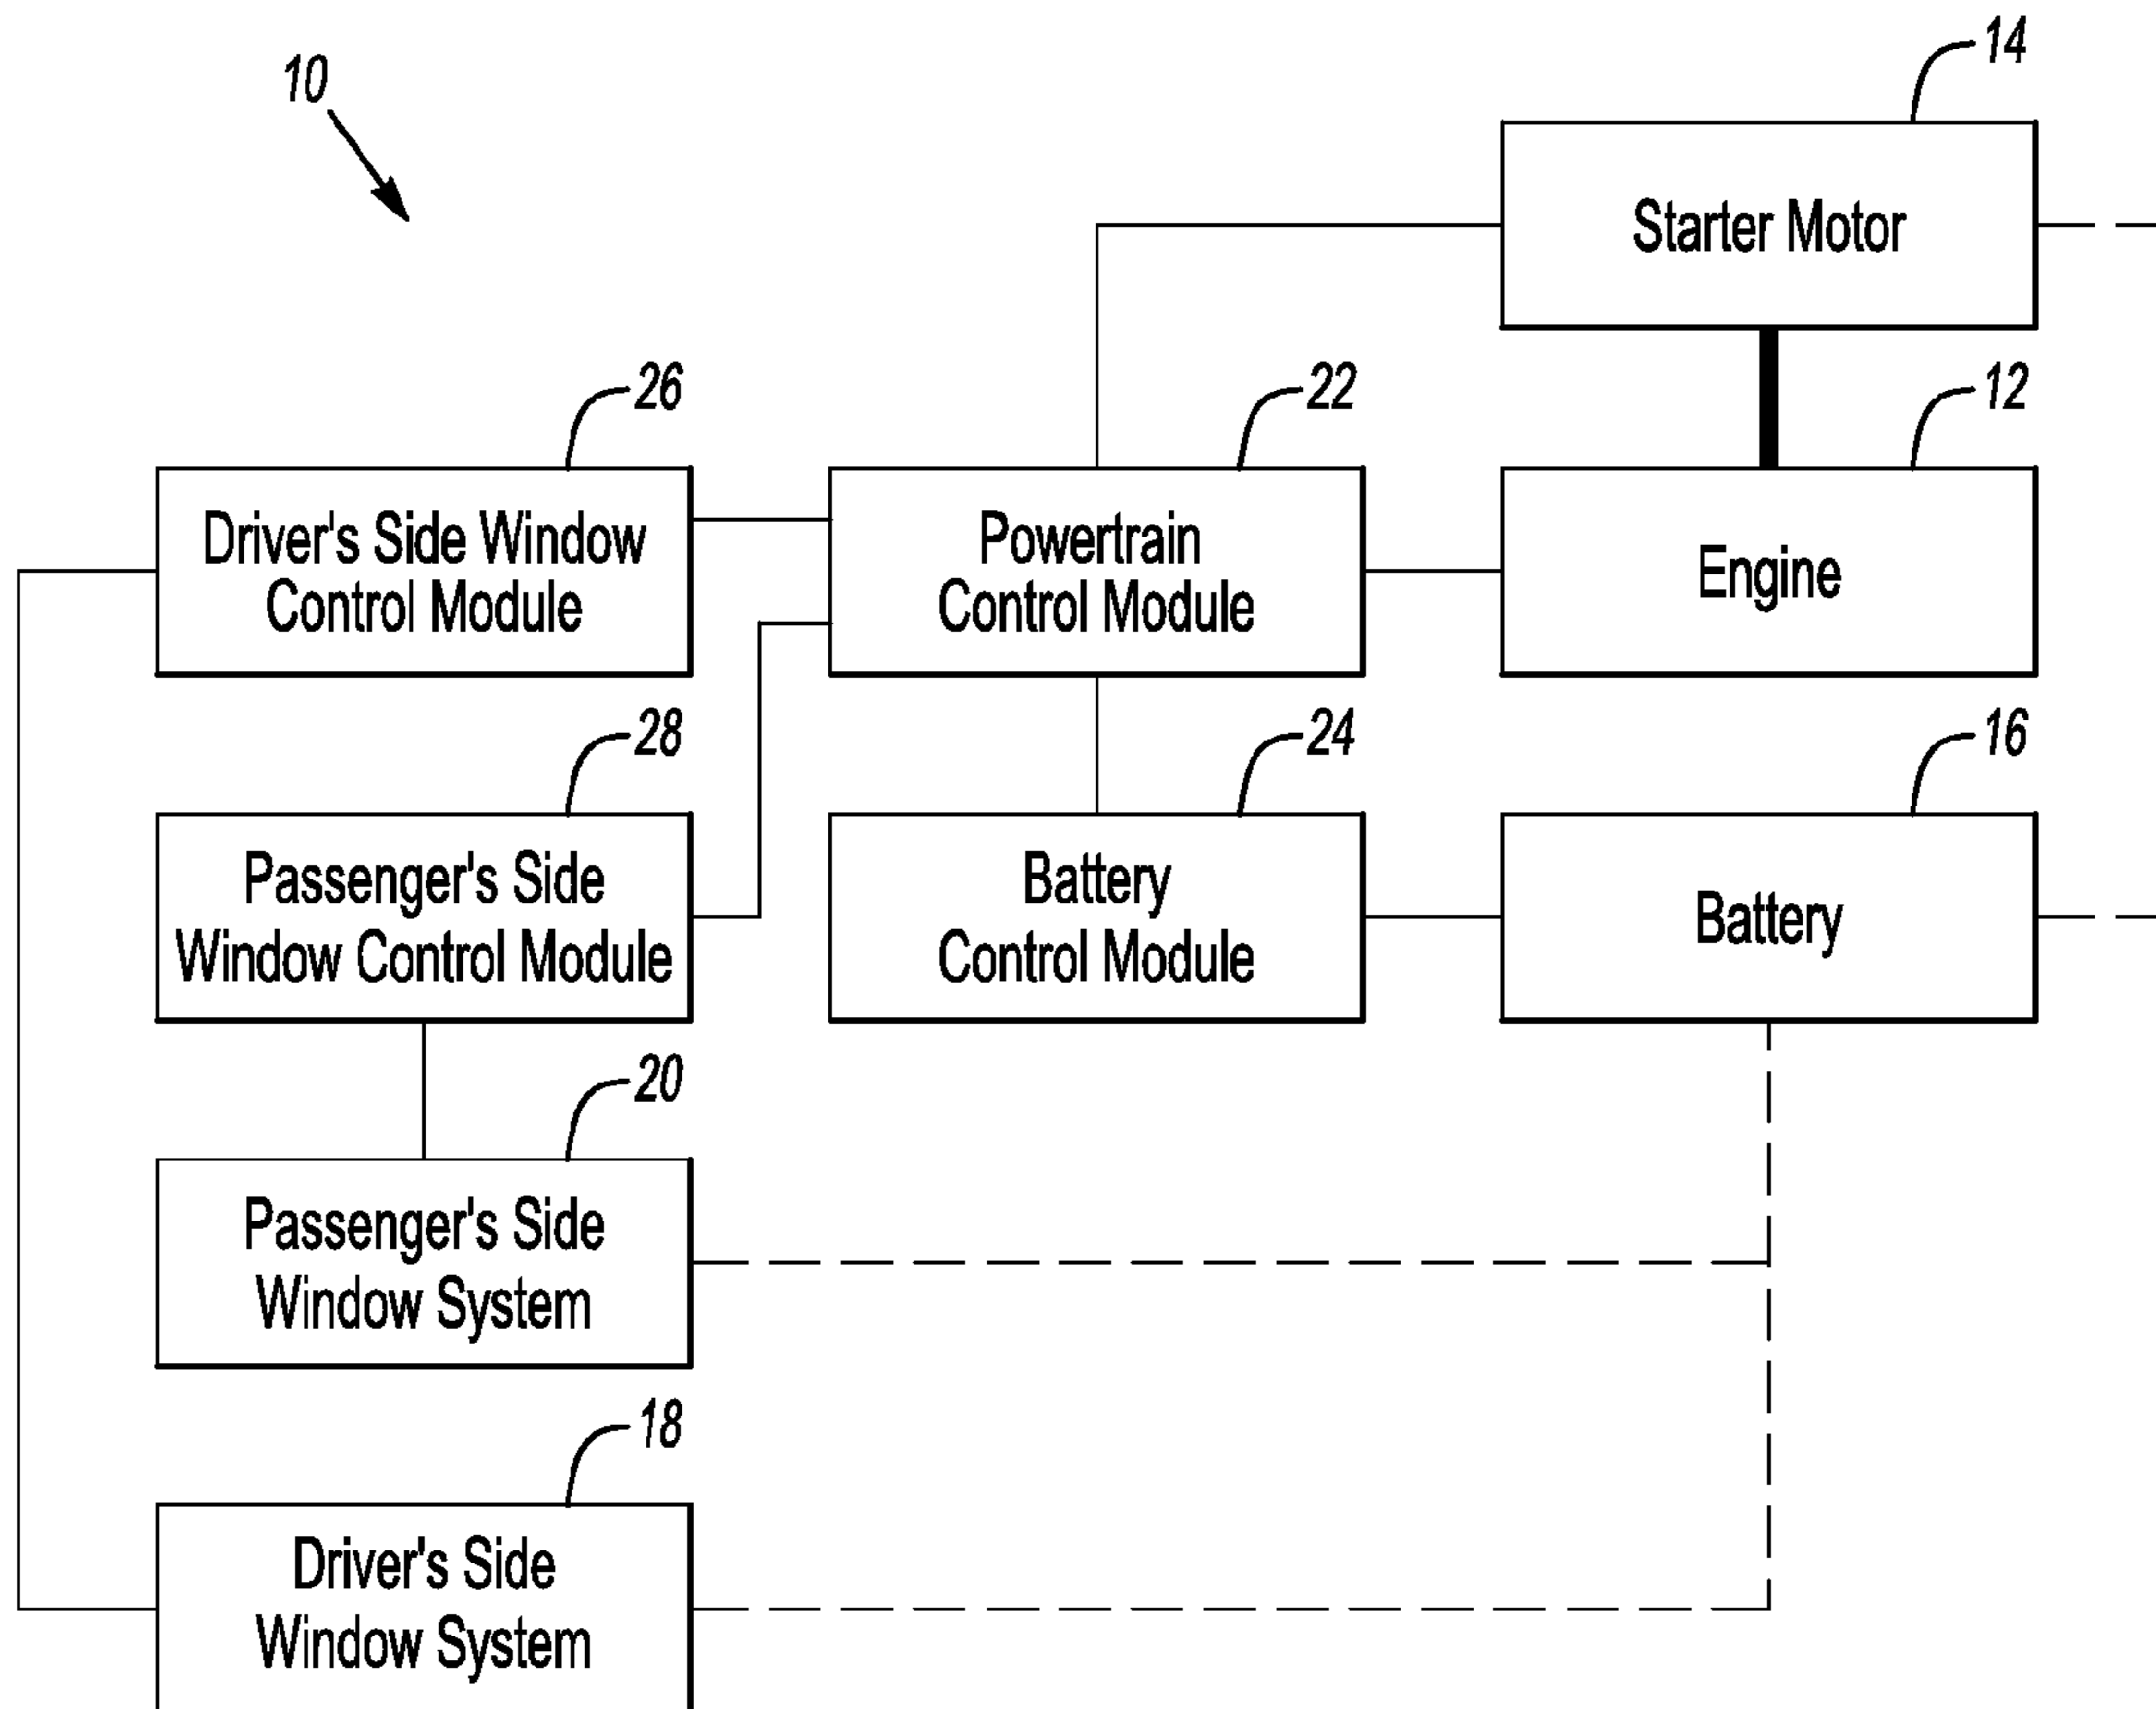 10
14
Starter Motor
26
22
12
Driver's Side Window
Control Module
Powertrain
Control Module
Engine
28
24
16
Passenger's Side
Window Control Module
Battery
Control Module
Battery
20
Passenger's Side
Window System
18
Driver's Side
Window System